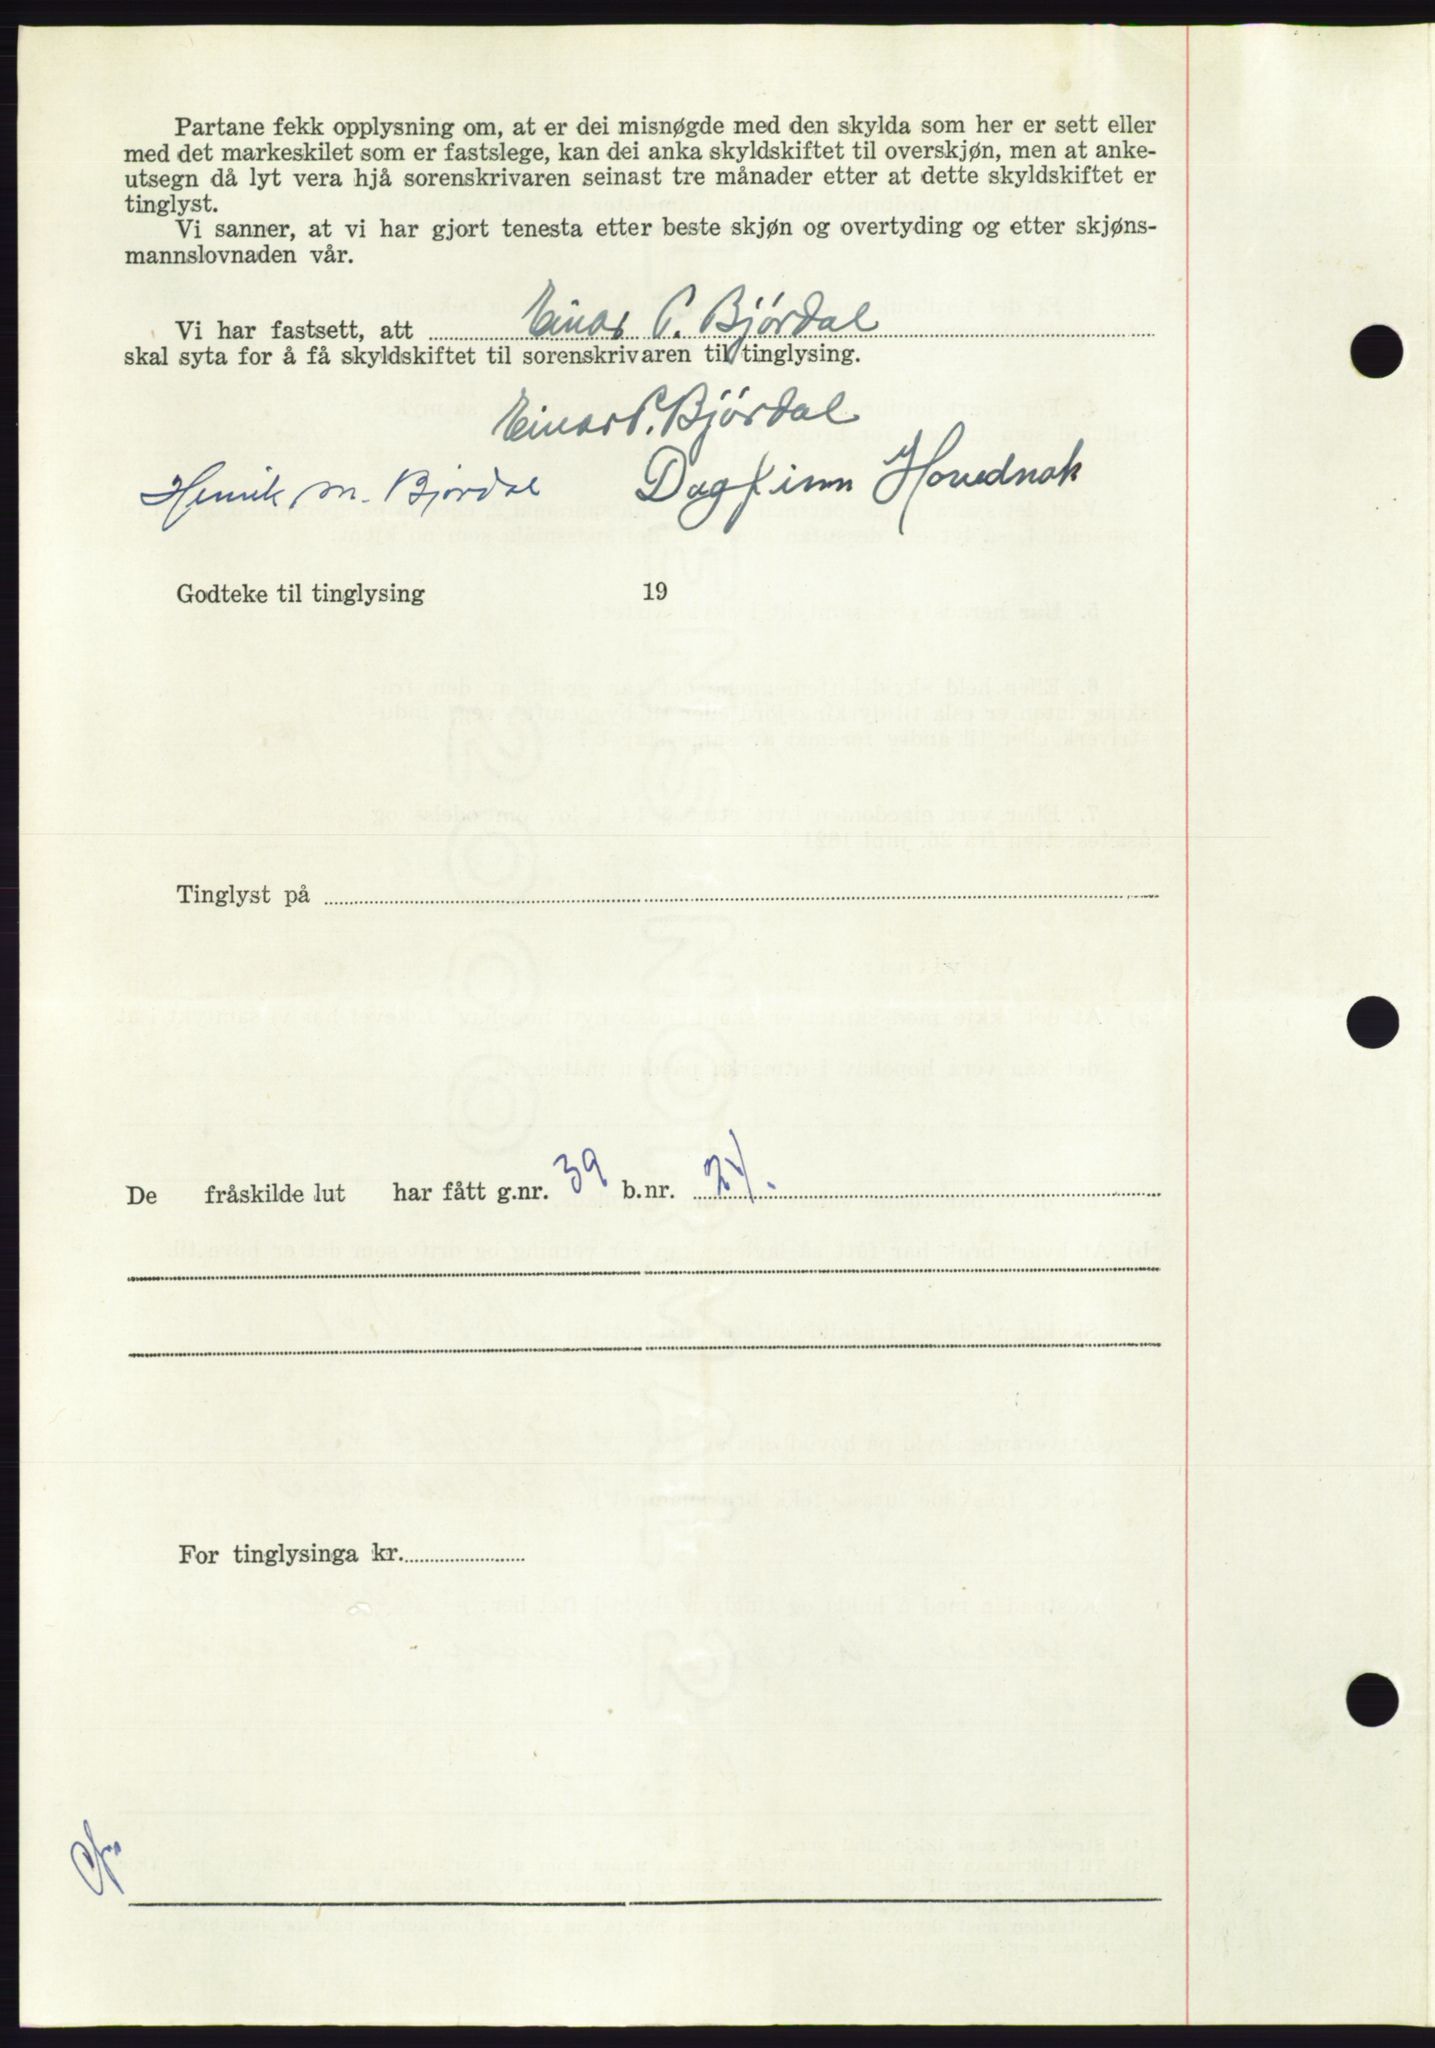 Partane fekk opplysning om, at er dei misnøgde med den skylda som her er sett eller
med det markeskilet som er fastslege, kan dei anka skyldskiftet til overskjøn, men at anke-
utsegn då lyt vera hjå sorenskrivaren seinast tre månader etter at dette skyldskiftet er
tinglyst.
Vi sanner, at vi har gjort tenesta etter beste skjøn og overtyding og etter skjøns-
mannslovnaden vår.
Vi har fastsett, att Einar P. Bjørdal
skal syta for å få skyldskiftet til sorenskrivaren til tinglysing.
Einar P. Bjørdal
Henrik M. Bjørdal Dagfinn Hovednak
Godteke til tinglysing 19
Tinglyst på
De fråskilde lut har fått g.nr. 39 b.nr. 24.
For tinglysinga kr.